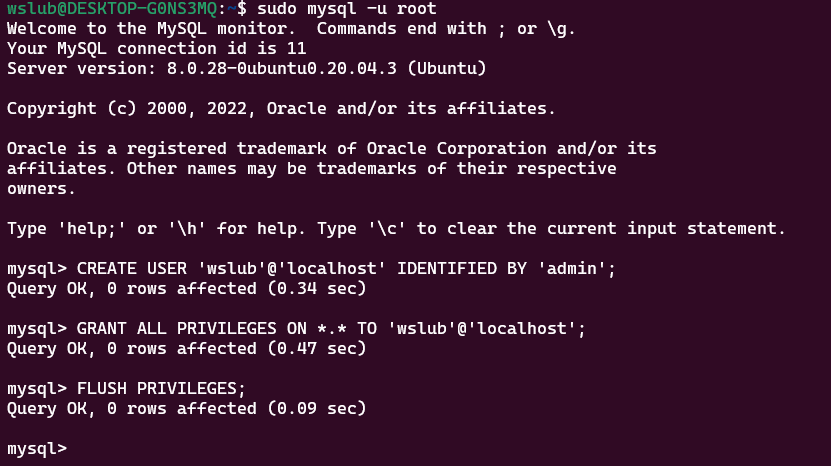 wslub@DESKTOP-G0NS3MQ:~$ sudo mysql -u root
Welcome to the MySQL monitor.  Commands end with ; or \g.
Your MySQL connection id is 11
Server version: 8.0.28-0ubuntu0.20.04.3 (Ubuntu)
Copyright (c) 2000, 2022, Oracle and/or its affiliates.
Oracle is a registered trademark of Oracle Corporation and/or its
affiliates. Other names may be trademarks of their respective
owners.
Type 'help;' or '\h' for help. Type '\c' to clear the current input statement.
mysql> CREATE USER 'wslub'@'localhost' IDENTIFIED BY 'admin';
Query OK, 0 rows affected (0.34 sec)
mysql> GRANT ALL PRIVILEGES ON *.* TO 'wslub'@'localhost';
Query OK, 0 rows affected (0.47 sec)
mysql> FLUSH PRIVILEGES;
Query OK, 0 rows affected (0.09 sec)
mysql>